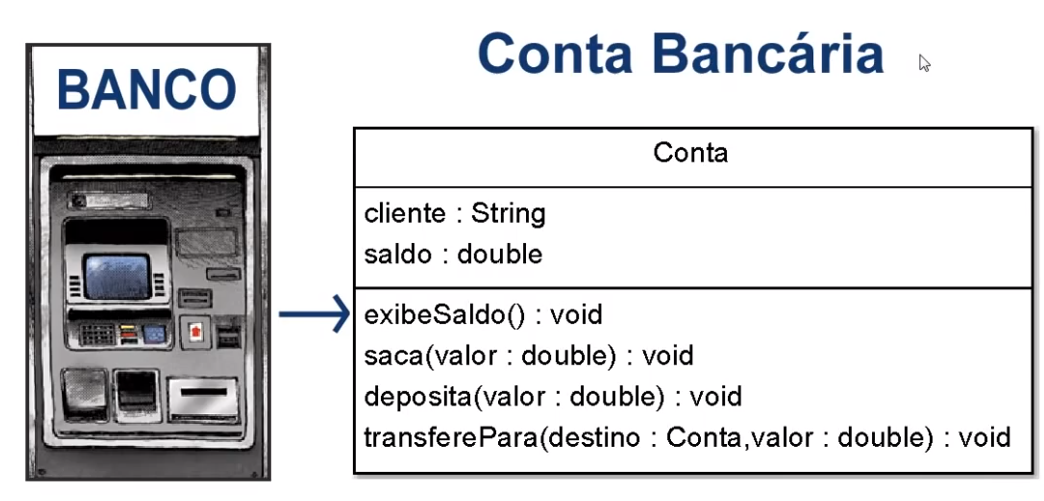 BANCO
Conta Bancária
Conta
cliente : String
saldo : double
exibeSaldo() : void
saca(valor : double) : void
deposita(valor : double) : void
transferePara(destino : Conta,valor : double) : void